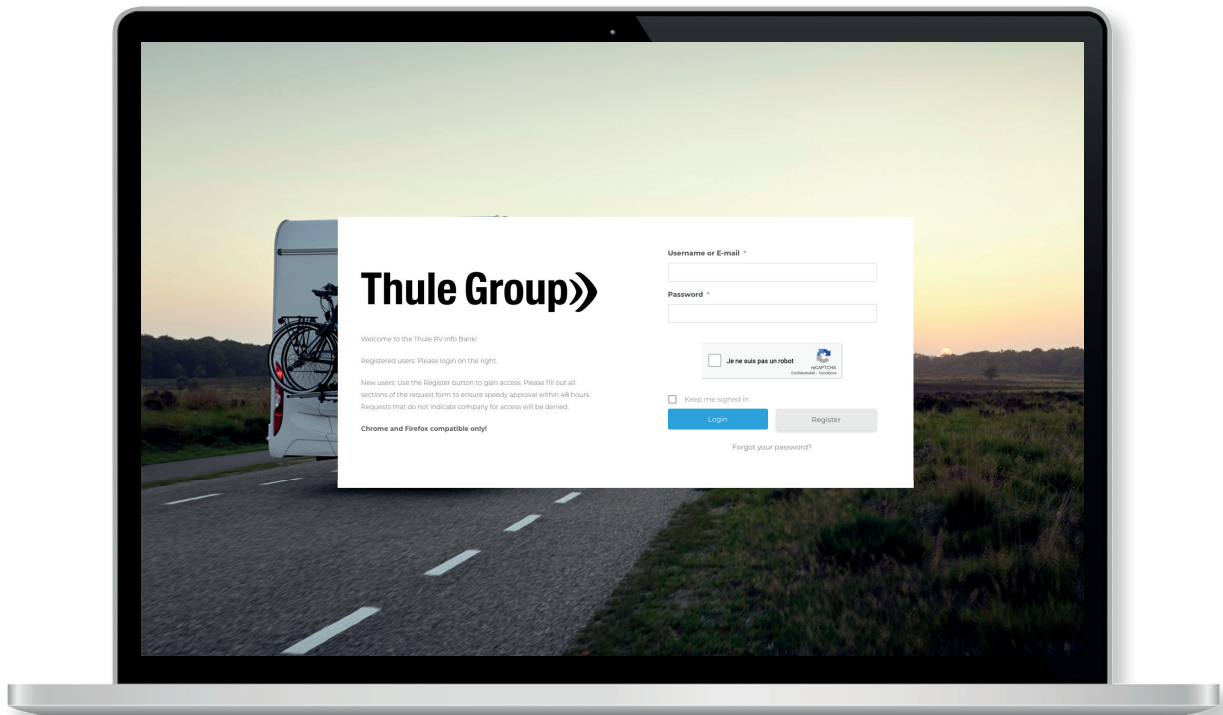 Thule Group
Welcome to the Thule RV Info Bank!
Registered users: Please login on the right.
New users: Use the Register button to gain access. Please fill out all
sections of the request form to ensure speedy approval within 48 hours.
Requests that do not indicate company for access will be denied.
Chrome and Firefox compatible only!
Username or E-mail *
Password *
Je ne suis pas un robot
reCAPTCHA
Confidentialité - Conditions
Keep me signed in
Login
Register
Forgot your password?